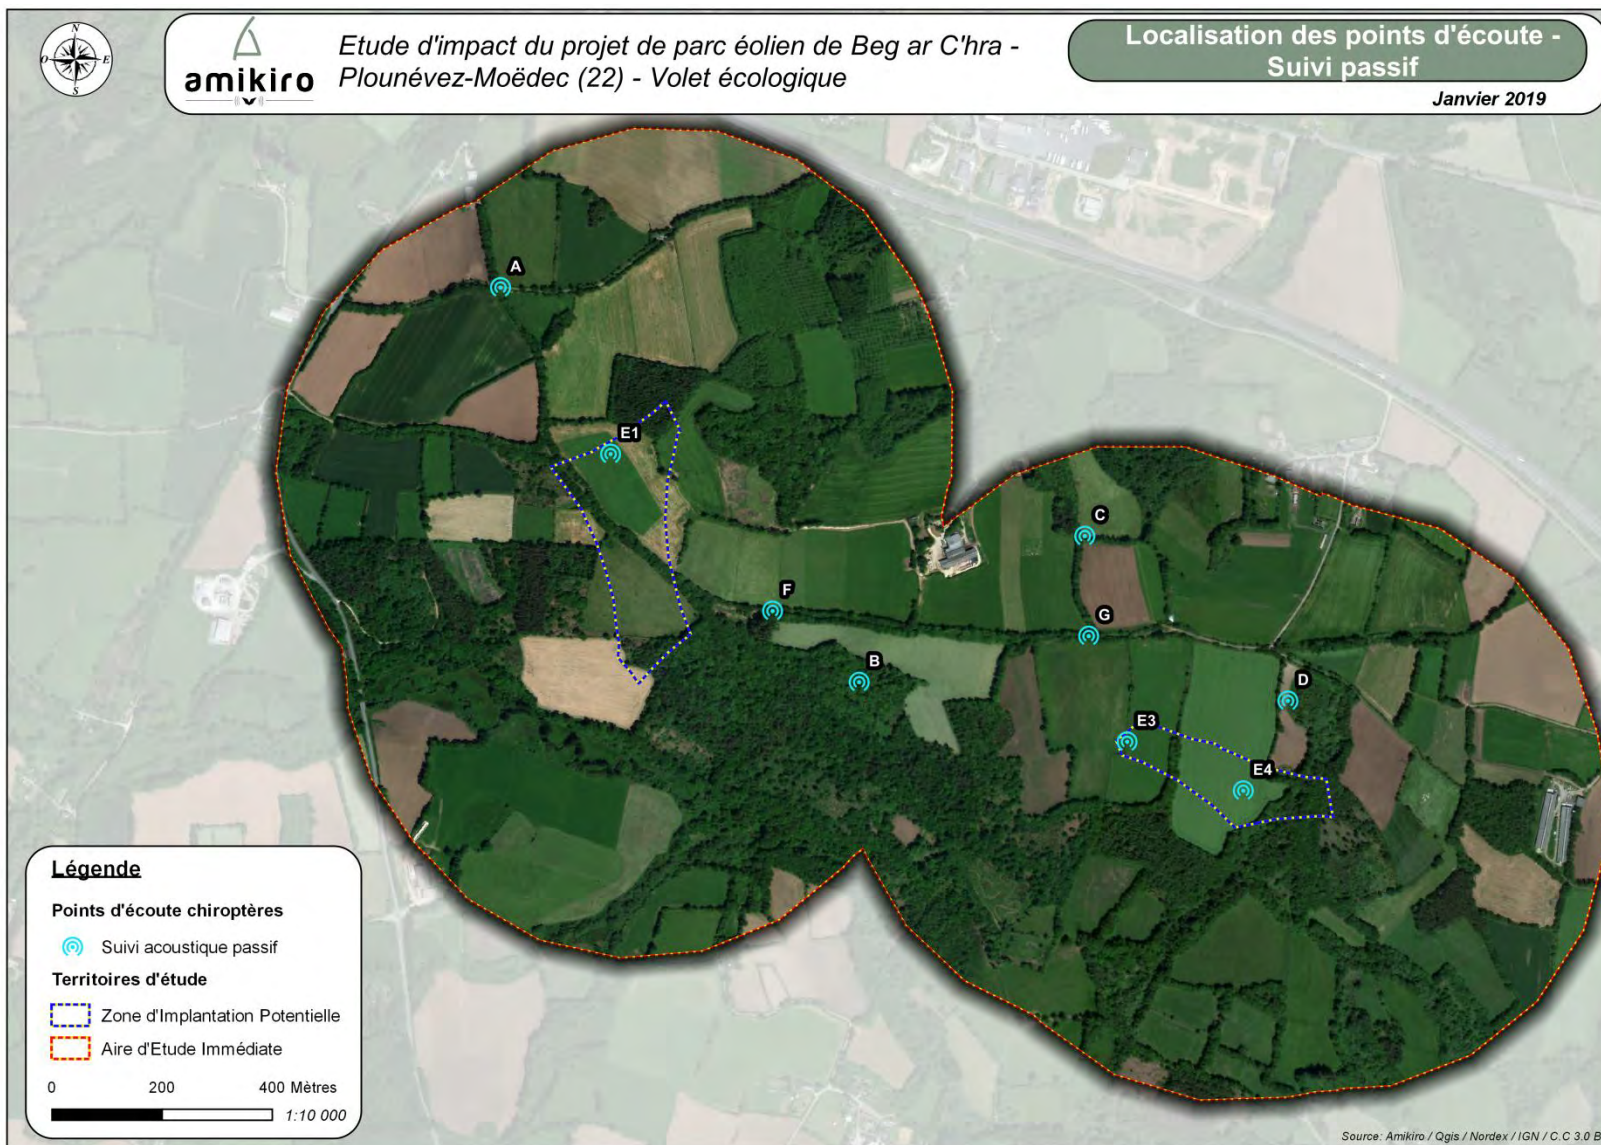 N
O
E
S
amikiro
Etude d'impact du projet de parc éolien de Beg ar C'hra -
Plounévez-Moëdec (22) - Volet écologique
Localisation des points d'écoute -
Suivi passif
Janvier 2019
A
E1
C
F
G
B
D
E3
E4
Légende
Points d'écoute chiroptères
Suivi acoustique passif
Territoires d'étude
Zone d'Implantation Potentielle
Aire d'Etude Immédiate
0 200 400 Mètres
1:10 000
Source: Amikiro / Qgis / Nordex / IGN / C.C 3.0 B